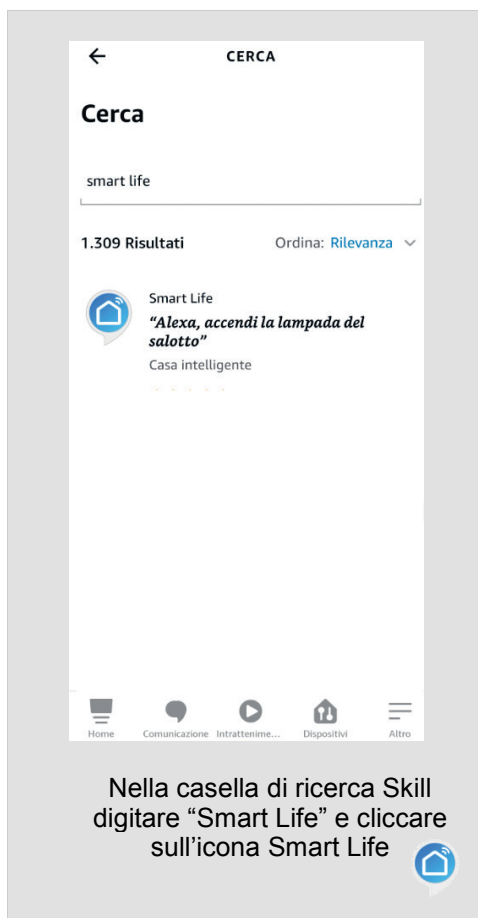 CERCA
Cerca
smart life
1.309 Risultati
Ordina: Rilevanza
Smart Life
“Alexa, accendi la lampada del
salotto”
Casa intelligente
Home
Comunicazione
Intrattenime...
Dispositivi
Altro
Nella casella di ricerca Skill
digitare “Smart Life” e cliccare
sull’icona Smart Life